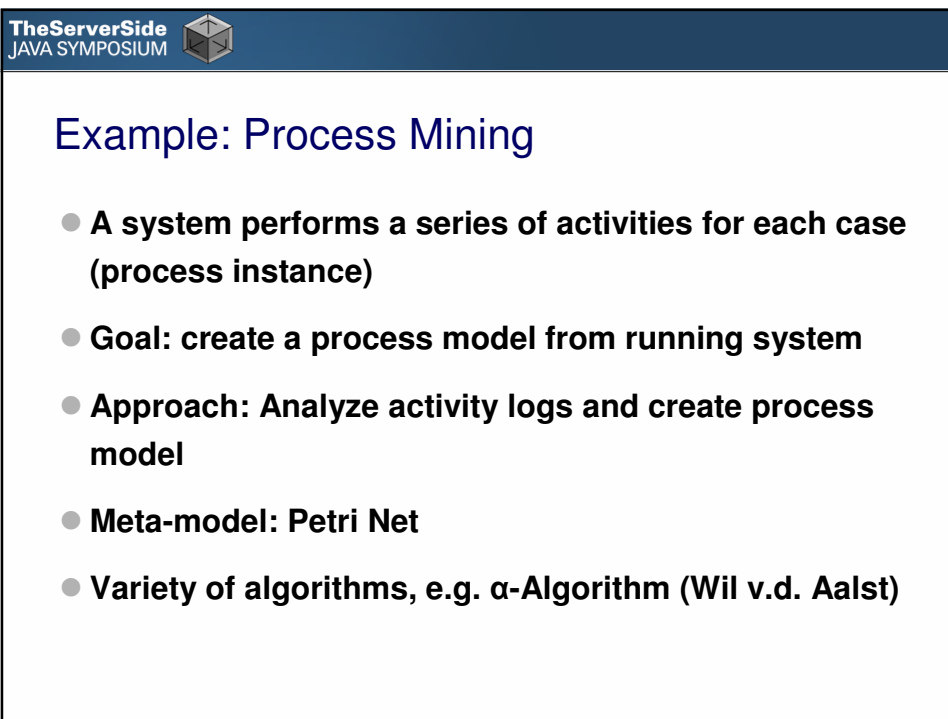 TheServerSide
JAVA SYMPOSIUM
Example: Process Mining
A system performs a series of activities for each case
(process instance)
Goal: create a process model from running system
Approach: Analyze activity logs and create process
model
Meta-model: Petri Net
Variety of algorithms, e.g. α-Algorithm (Wil v.d. Aalst)